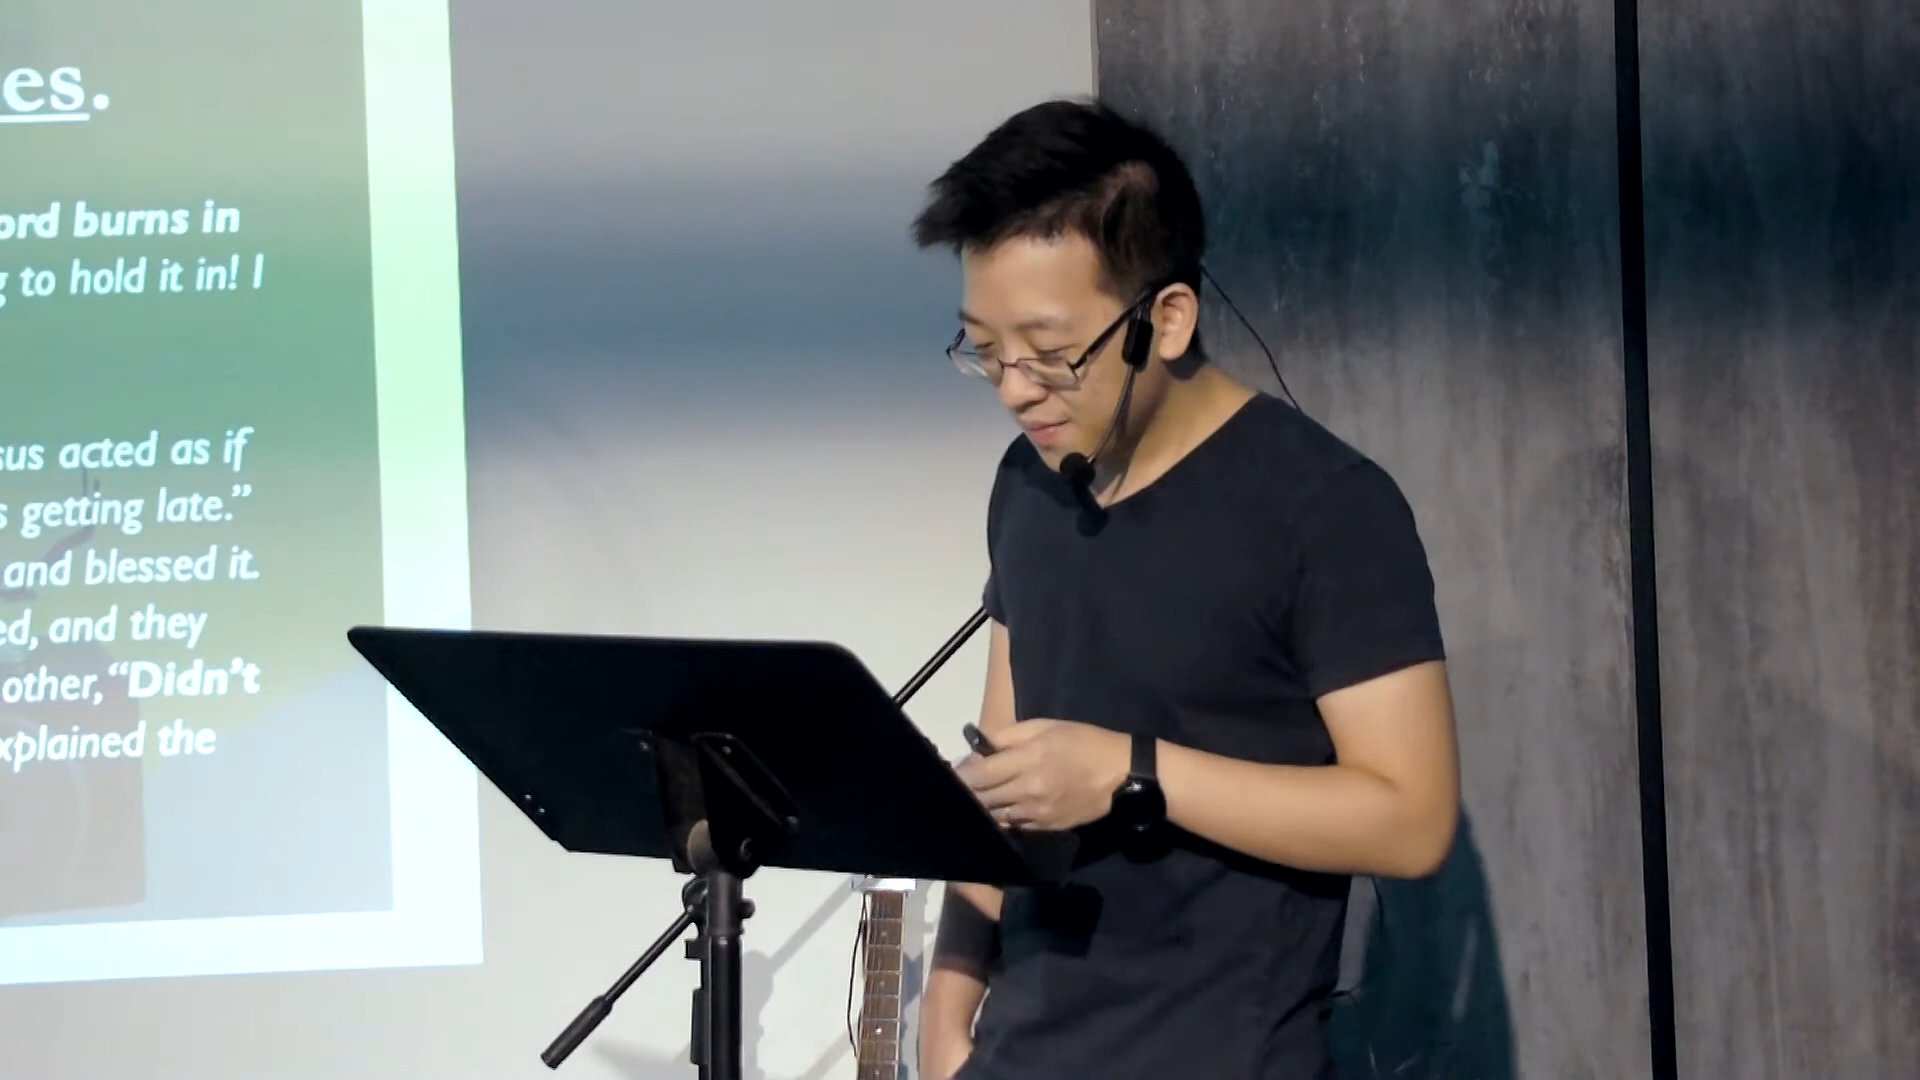 es.
ord burns in
g to hold it in! I
sus acted as if
s getting late.”
and blessed it.
ed, and they
other, “Didn’t
xplained the